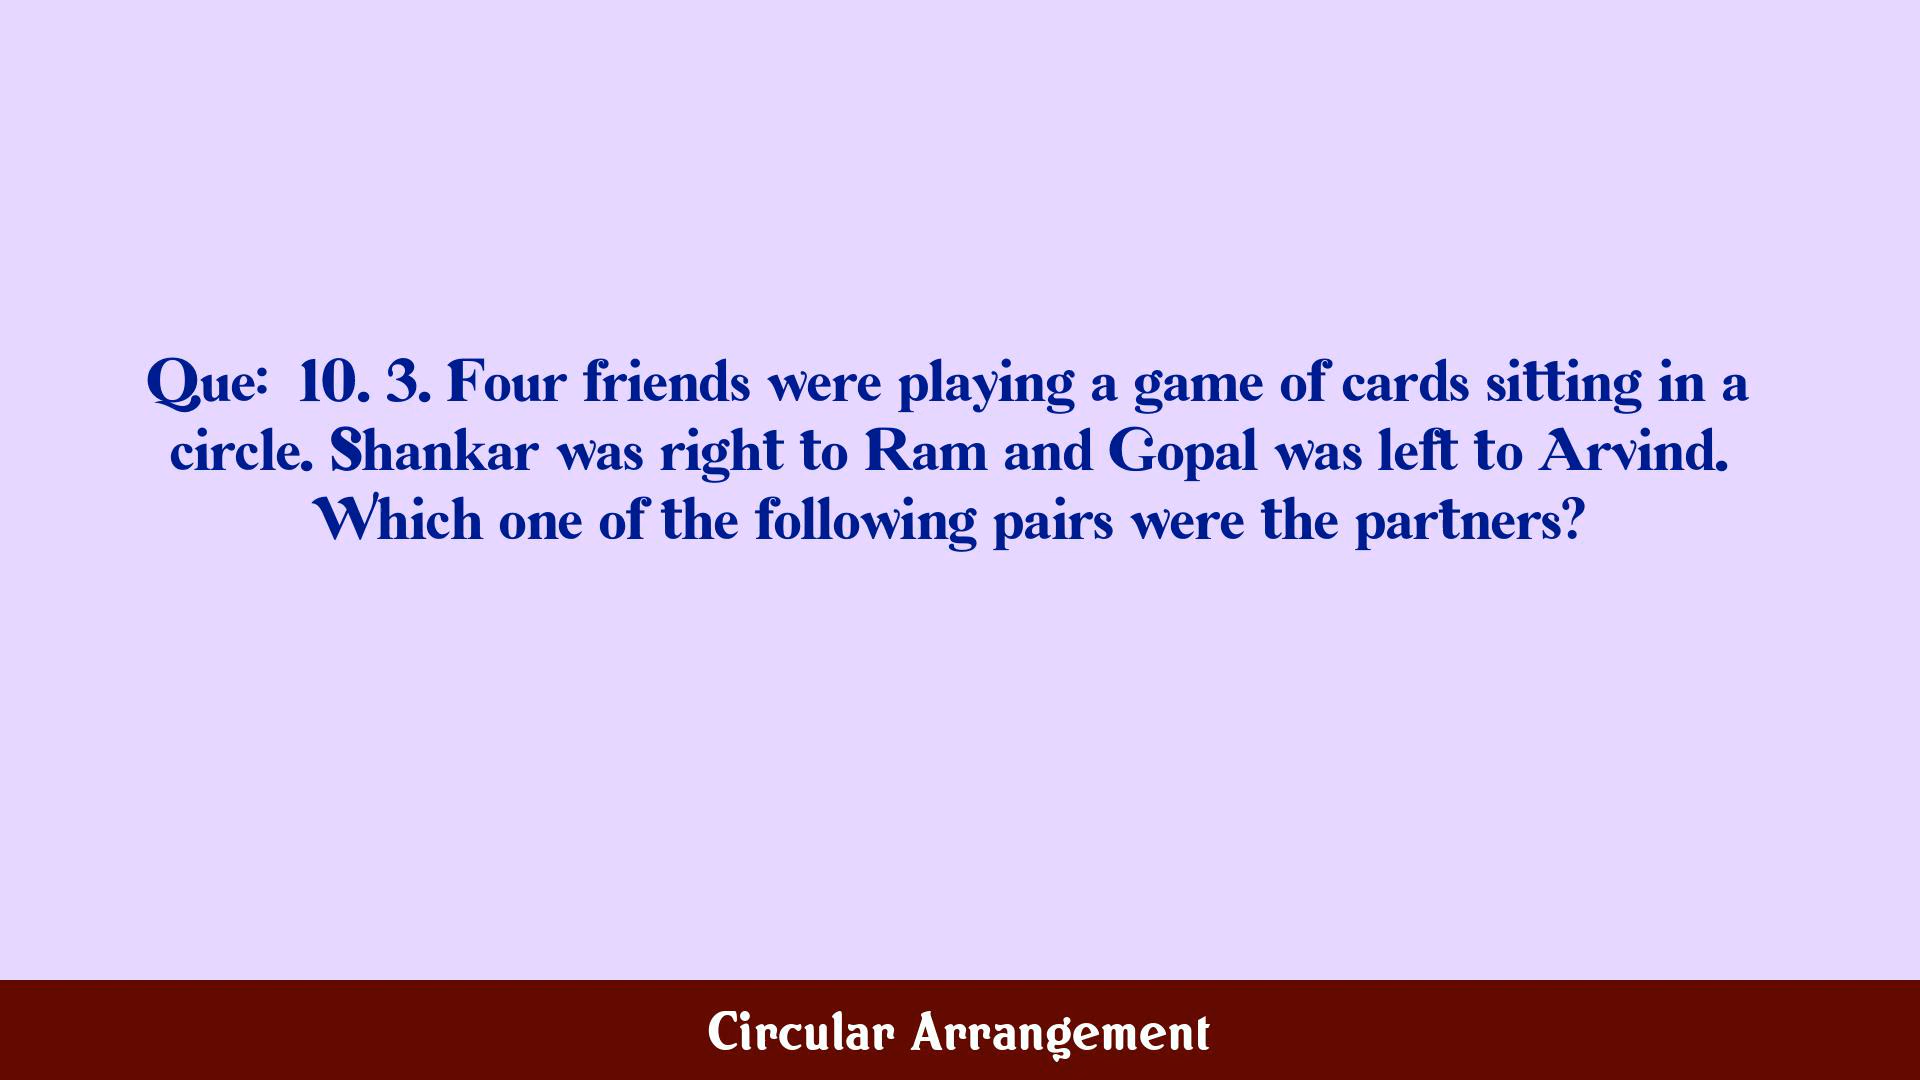 Que:  10. 3. Four friends were playing a game of cards sitting in a
circle. Shankar was right to Ram and Gopal was left to Arvind.
Which one of the following pairs were the partners?
Circular Arrangement